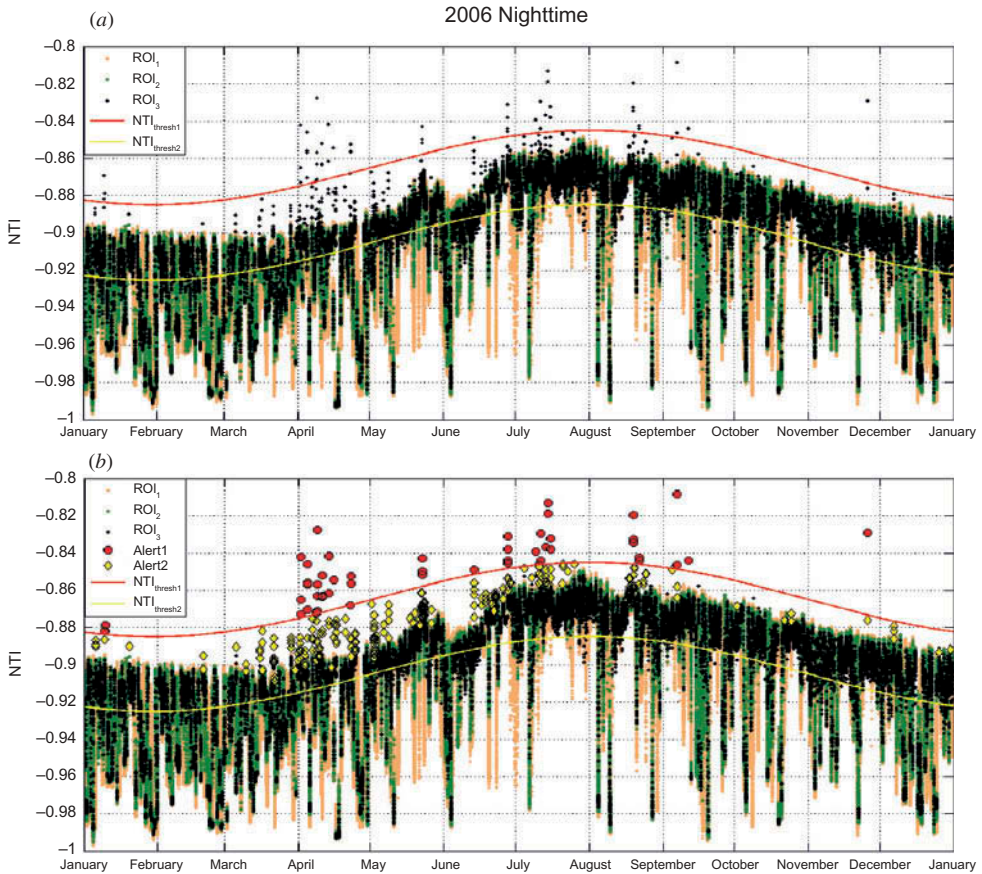 2006 Nighttime
(a)
ROI1
ROI2
ROI3
NTIthresh1
NTIthresh2
NTI
–0.8
–0.82
–0.84
–0.86
–0.88
–0.9
–0.92
–0.94
–0.96
–0.98
–1
January February March April May June July August September October November December January
(b)
ROI1
ROI2
ROI3
Alert1
Alert2
NTIthresh1
NTIthresh2
NTI
–0.8
–0.82
–0.84
–0.86
–0.88
–0.9
–0.92
–0.94
–0.96
–0.98
–1
January February March April May June July August September October November December January